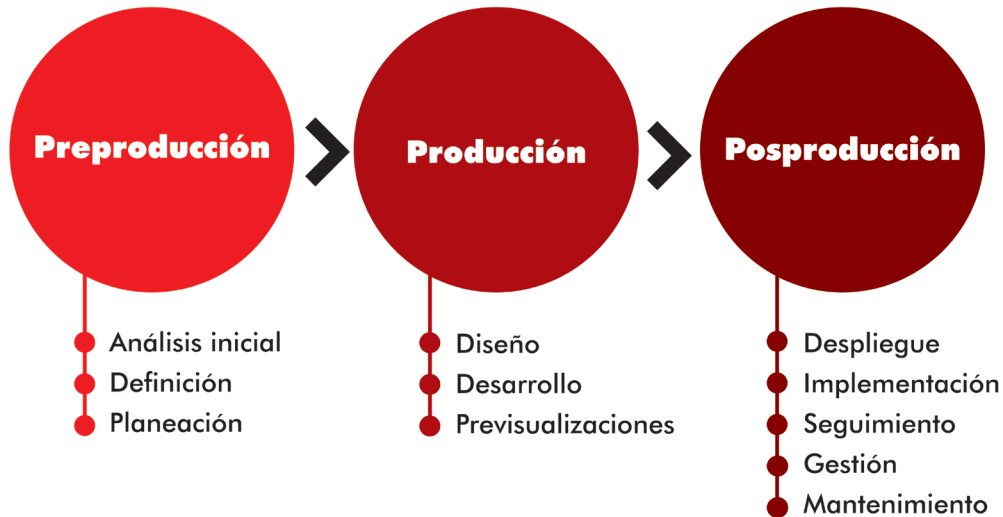 Preproducción
Análisis inicial
Definición
Planeación
Producción
Diseño
Desarrollo
Previsualizaciones
Posproducción
Despliegue
Implementación
Seguimiento
Gestión
Mantenimiento